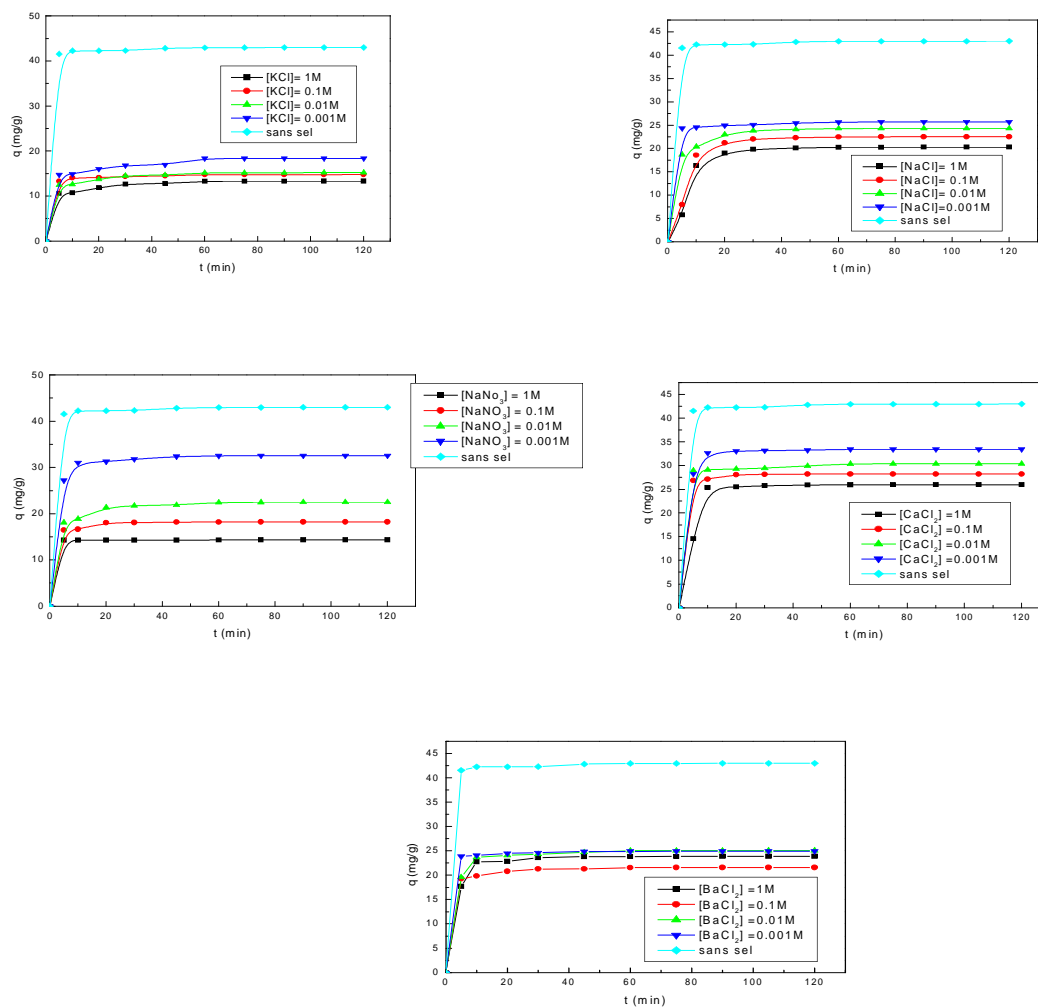 50
40
30
20
10
0
q (mg/g)
0 20 40 60 80 100 120
t (min)
[KCl]= 1M
[KCl]= 0.1M
[KCl]= 0.01M
[KCl]= 0.001M
sans sel
45
40
35
30
25
20
15
10
5
0
q (mg/g)
0 20 40 60 80 100 120
t (min)
[NaCl]= 1M
[NaCl]= 0.1M
[NaCl]= 0.01M
[NaCl]=0.001M
sans sel
50
40
30
20
10
0
q (mg/g)
0 20 40 60 80 100 120
t (min)
[NaNo3] = 1M
[NaNO3] = 0.1M
[NaNO3] = 0.01M
[NaNO3] = 0.001M
sans sel
45
40
35
30
25
20
15
10
5
0
q (mg/g)
0 20 40 60 80 100 120
t (min)
[CaCl2] =1M
[CaCl2] =0.1M
[CaCl2] =0.01M
[CaCl2] =0.001M
sans sel
45
40
35
30
25
20
15
10
5
0
q (mg/g)
0 20 40 60 80 100 120
t (min)
[BaCl2] =1M
[BaCl2] =0.1M
[BaCl2] =0.01M
[BaCl2] =0.001M
sans sel